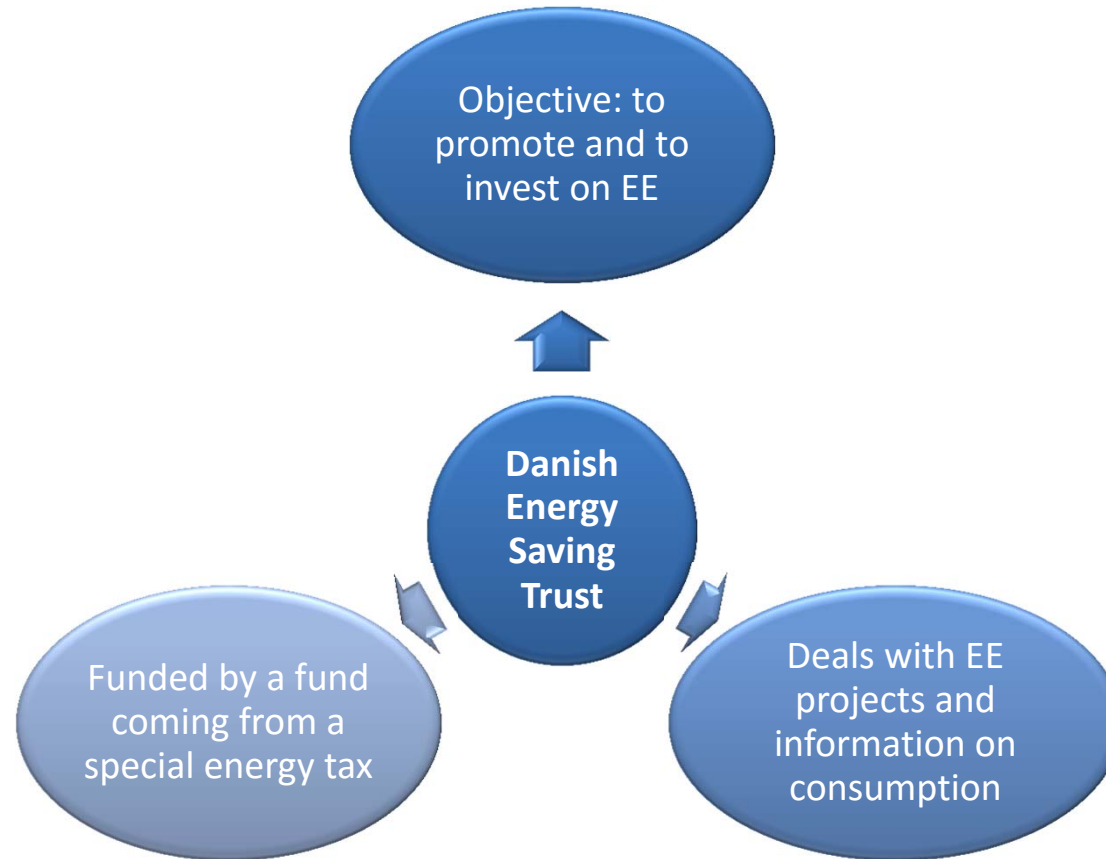 Objective: to
promote and to
invest on EE
Danish
Energy
Saving
Trust
Funded by a fund
coming from a
special energy tax
Deals with EE
projects and
information on
consumption